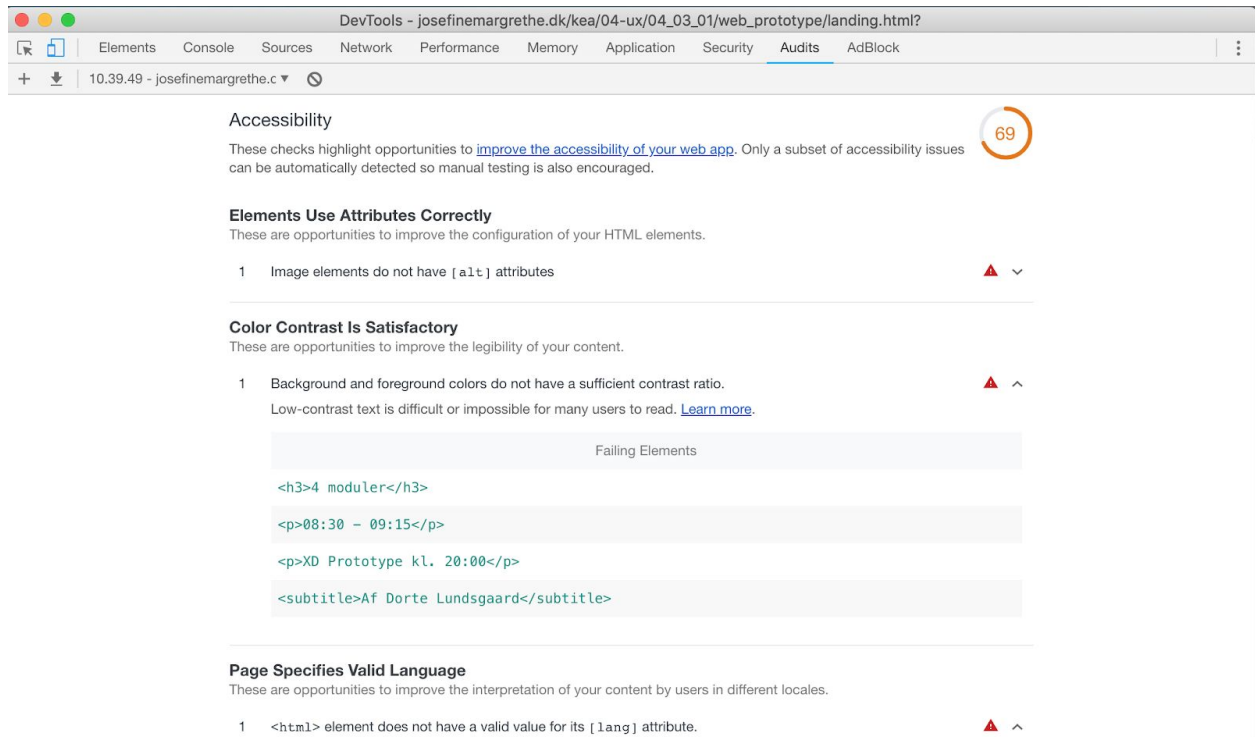 DevTools - josefinemargrethe.dk/kea/04-ux/04_03_01/web_prototype/landing.html?
Elements Console Sources Network Performance Memory Application Security Audits AdBlock
10.39.49 - josefinemargrethe.c
Accessibility
69
These checks highlight opportunities to improve the accessibility of your web app. Only a subset of accessibility issues
can be automatically detected so manual testing is also encouraged.
Elements Use Attributes Correctly
These are opportunities to improve the configuration of your HTML elements.
1 Image elements do not have [alt] attributes
Color Contrast Is Satisfactory
These are opportunities to improve the legibility of your content.
1 Background and foreground colors do not have a sufficient contrast ratio.
Low-contrast text is difficult or impossible for many users to read. Learn more.
Failing Elements
<h3>4 moduler</h3>
<p>08:30 – 09:15</p>
<p>XD Prototype kl. 20:00</p>
<subtitle>Af Dorte Lundsgaard</subtitle>
Page Specifies Valid Language
These are opportunities to improve the interpretation of your content by users in different locales.
1 <html> element does not have a valid value for its [lang] attribute.